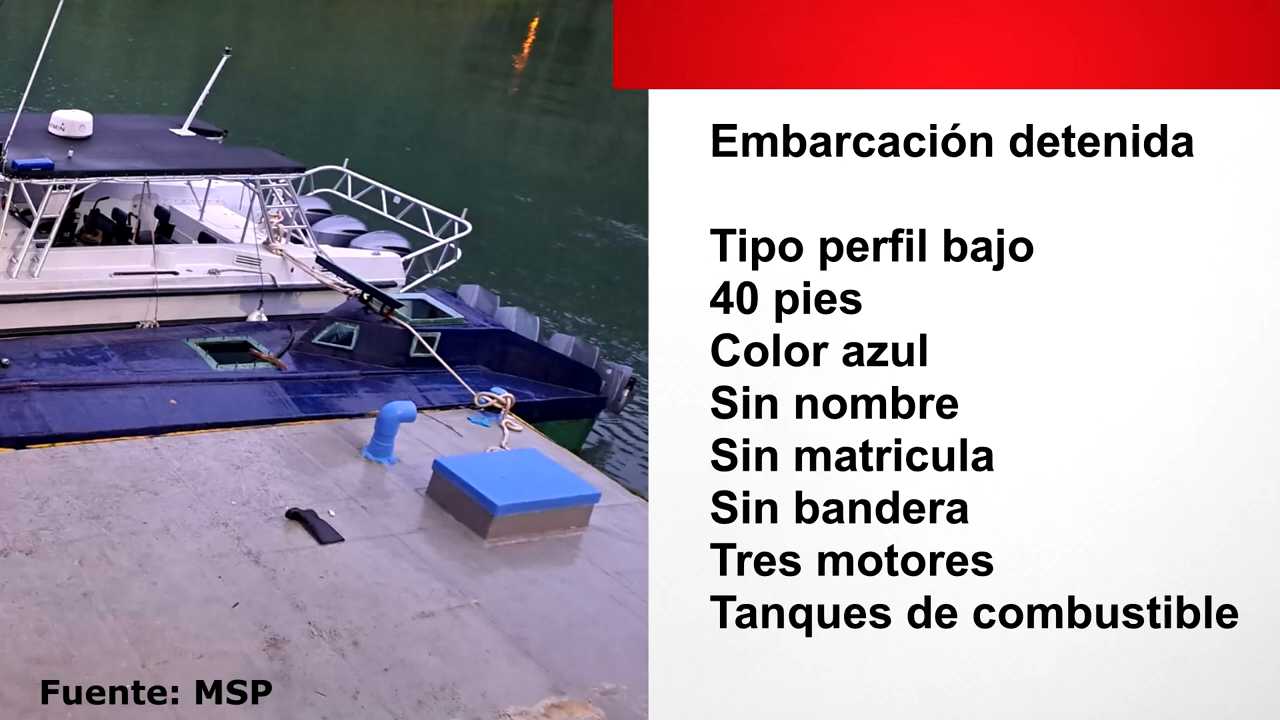 Embarcación detenida
Tipo perfil bajo
40 pies
Color azul
Sin nombre
Sin matricula
Sin bandera
Tres motores
Tanques de combustible
Fuente: MSP